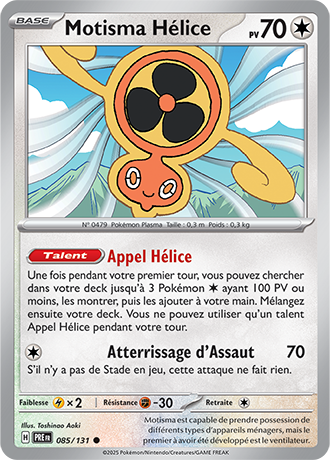 BASE
Motisma Hélice
PV 70
N° 0479 Pokémon Plasma Taille : 0,3 m Poids : 0,3 kg
Talent Appel Hélice
Une fois pendant votre premier tour, vous pouvez chercher
dans votre deck jusqu'à 3 Pokémon ayant 100 PV ou
moins, les montrer, puis les ajouter à votre main. Mélangez
ensuite votre deck. Vous ne pouvez utiliser qu'un talent
Appel Hélice pendant votre tour.
Atterrissage d'Assaut 70
S'il n'y a pas de Stade en jeu, cette attaque ne fait rien.
Faiblesse ×2 Résistance -30 Retraite
Illus. Toshinao Aoki
H PRE FR 085/131
Motisma est capable de prendre possession de
différents types d'appareils ménagers, mais le
premier à avoir été développé est le ventilateur.
©2025 Pokémon/Nintendo/Creatures/GAME FREAK